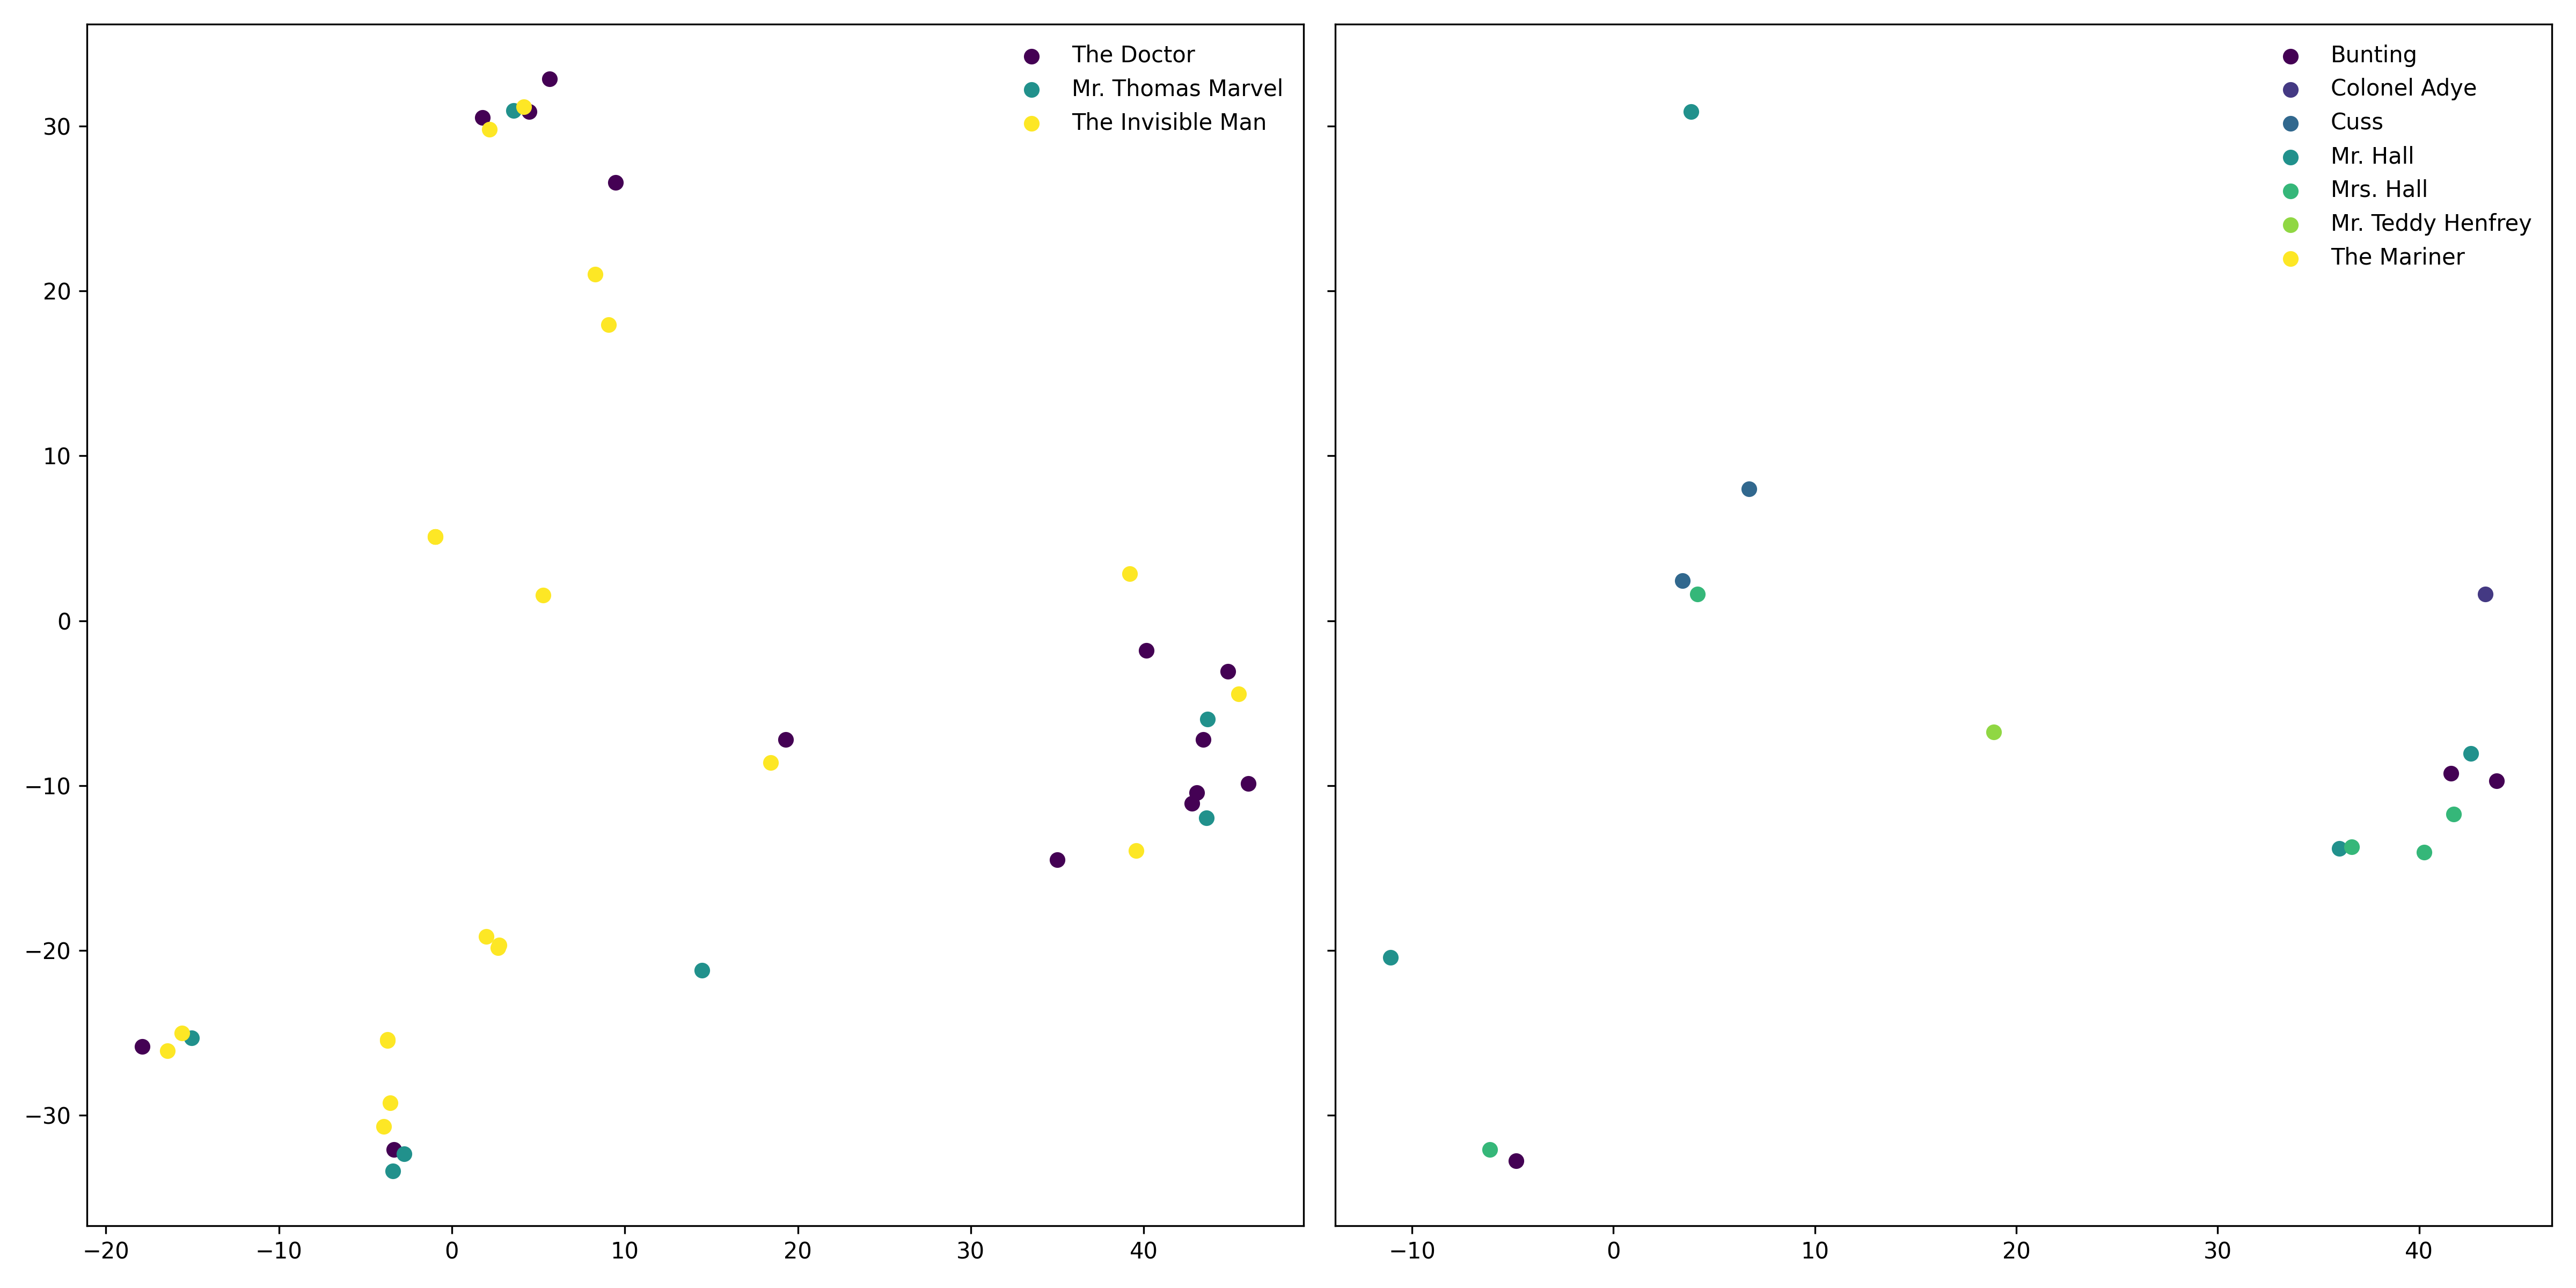 The Doctor
Mr. Thomas Marvel
The Invisible Man
30
20
10
0
−10
−20
−30
−20 −10 0 10 20 30 40
Bunting
Colonel Adye
Cuss
Mr. Hall
Mrs. Hall
Mr. Teddy Henfrey
The Mariner
−10 0 10 20 30 40